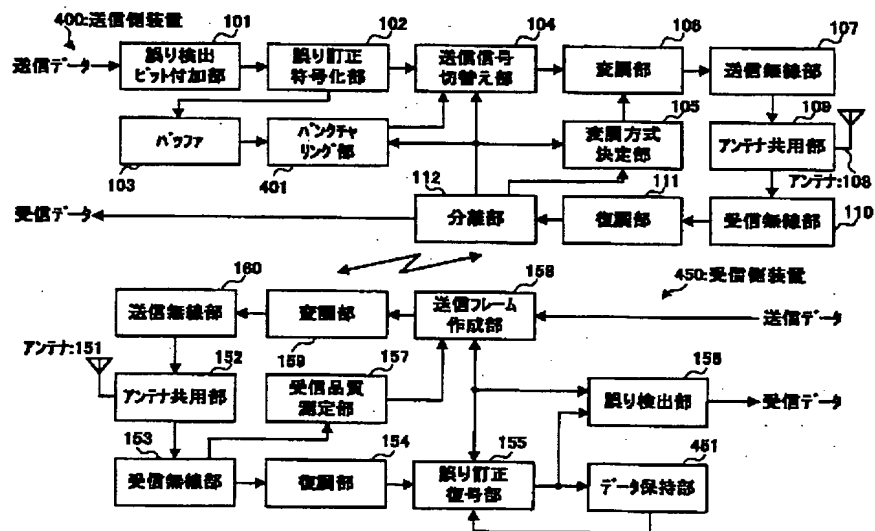 400:送信側装置
101
102
104
106
107
送信データ
誤り検出
ビット付加部
誤り訂正
符号化部
送信信号
切替え部
変調部
送信無線部
105
109
バッファ
パンクチャ
リング部
変調方式
決定部
アンテナ共用部
103
401
112
111
アンテナ:108
受信データ
分離部
復調部
受信無線部
110
160
158
450:受信側装置
送信無線部
変調部
送信フレーム
作成部
送信データ
アンテナ:151
152
159
157
156
アンテナ共用部
受信品質
測定部
誤り検出部
受信データ
153
154
155
451
受信無線部
復調部
誤り訂正
復号部
データ保持部